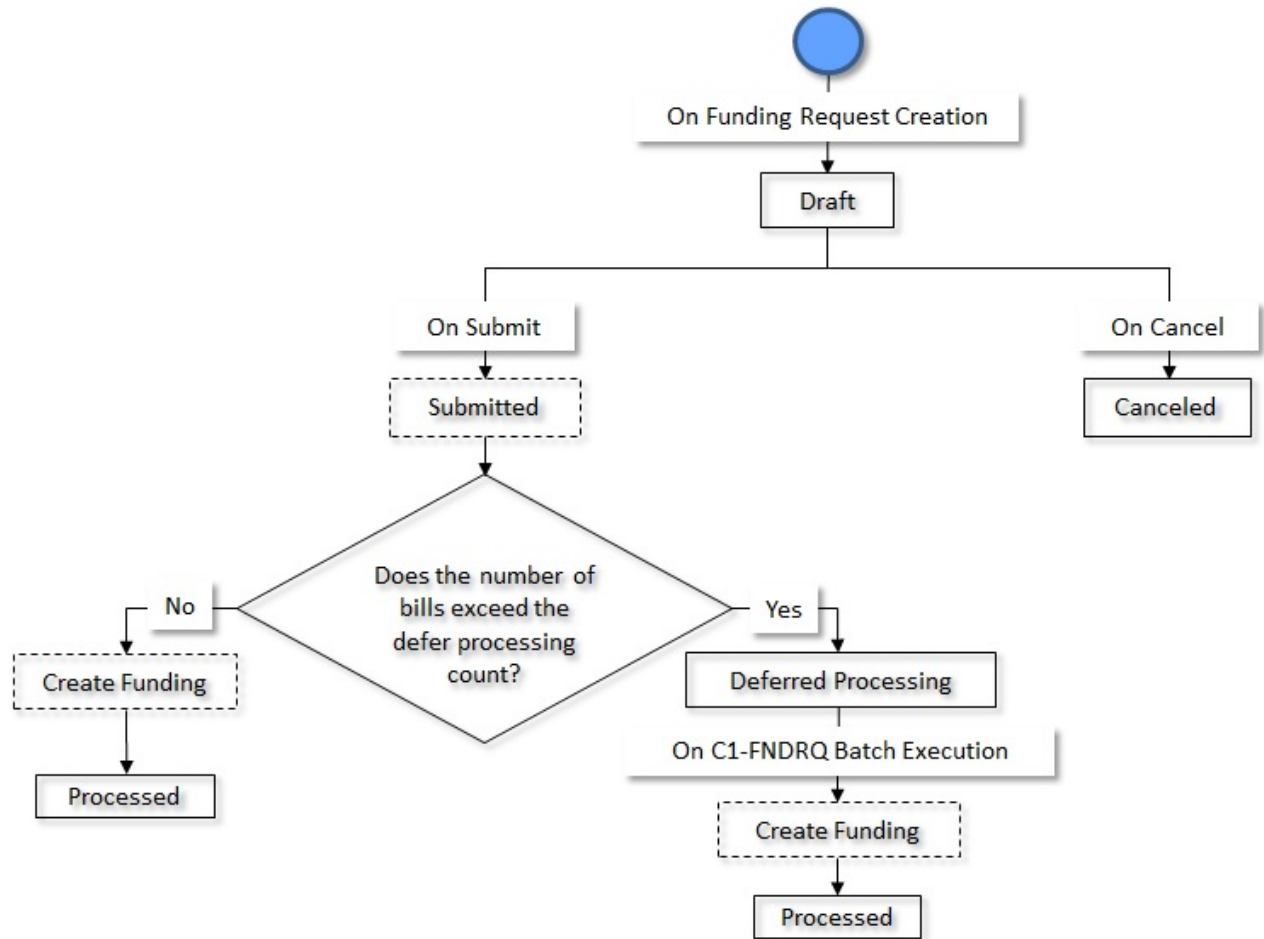 On Funding Request Creation
Draft
On Submit
On Cancel
Submitted
Canceled
Does the number of
bills exceed the
defer processing
count?
No
Yes
Create Funding
Deferred Processing
On C1-FNDRQ Batch Execution
Processed
Create Funding
Processed